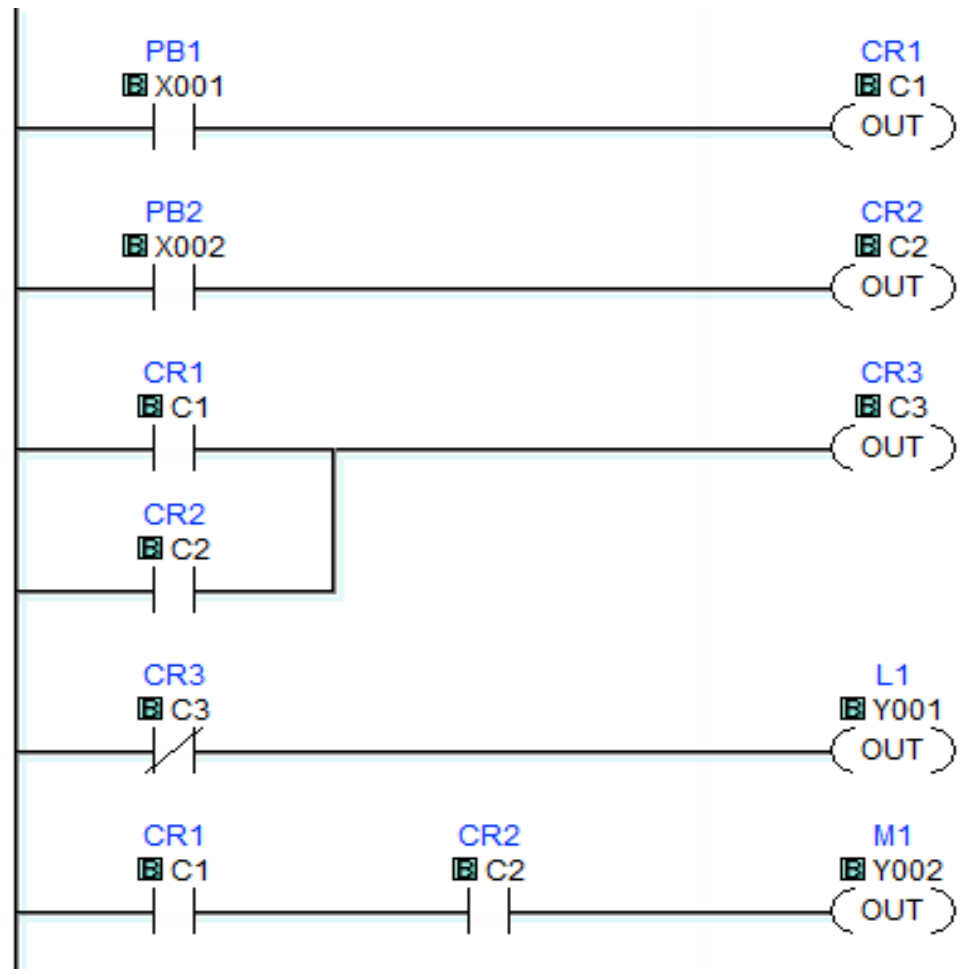 PB1
B X001
CR1
B C1
OUT
PB2
B X002
CR2
B C2
OUT
CR1
B C1
CR3
B C3
OUT
CR2
B C2
CR3
B C3
L1
B Y001
OUT
CR1
B C1
CR2
B C2
M1
B Y002
OUT